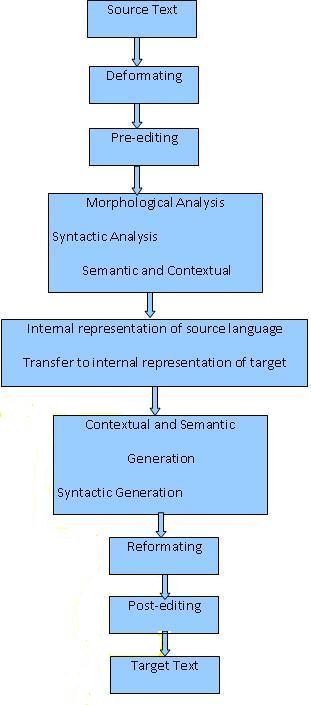 Source Text
Deformating
Pre-editing
Morphological Analysis
Syntactic Analysis
Semantic and Contextual
Internal representation of source language
Transfer to internal representation of target
Contextual and Semantic
Generation
Syntactic Generation
Reformating
Post-editing
Target Text